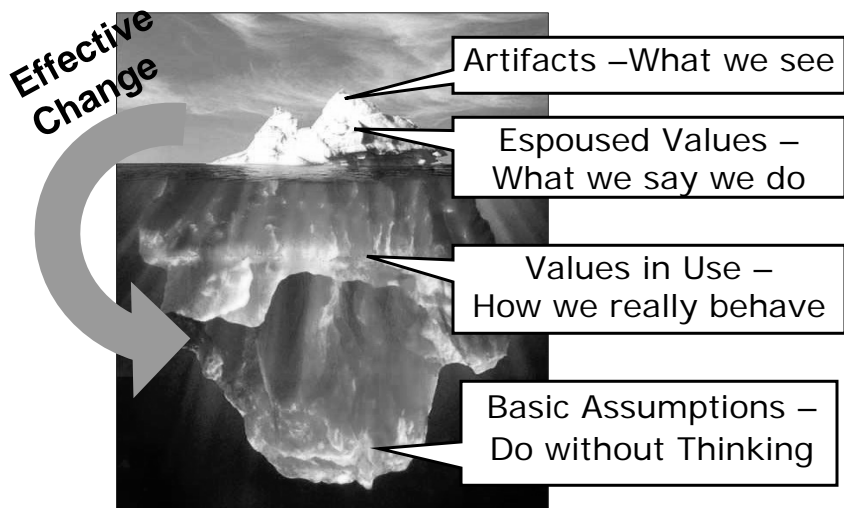 Effective
Change
Artifacts –What we see
Espoused Values –
What we say we do
Values in Use –
How we really behave
Basic Assumptions –
Do without Thinking